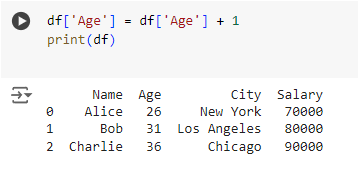 df['Age'] = df['Age'] + 1
print(df)
Name Age City Salary
0 Alice 26 New York 70000
1 Bob 31 Los Angeles 80000
2 Charlie 36 Chicago 90000